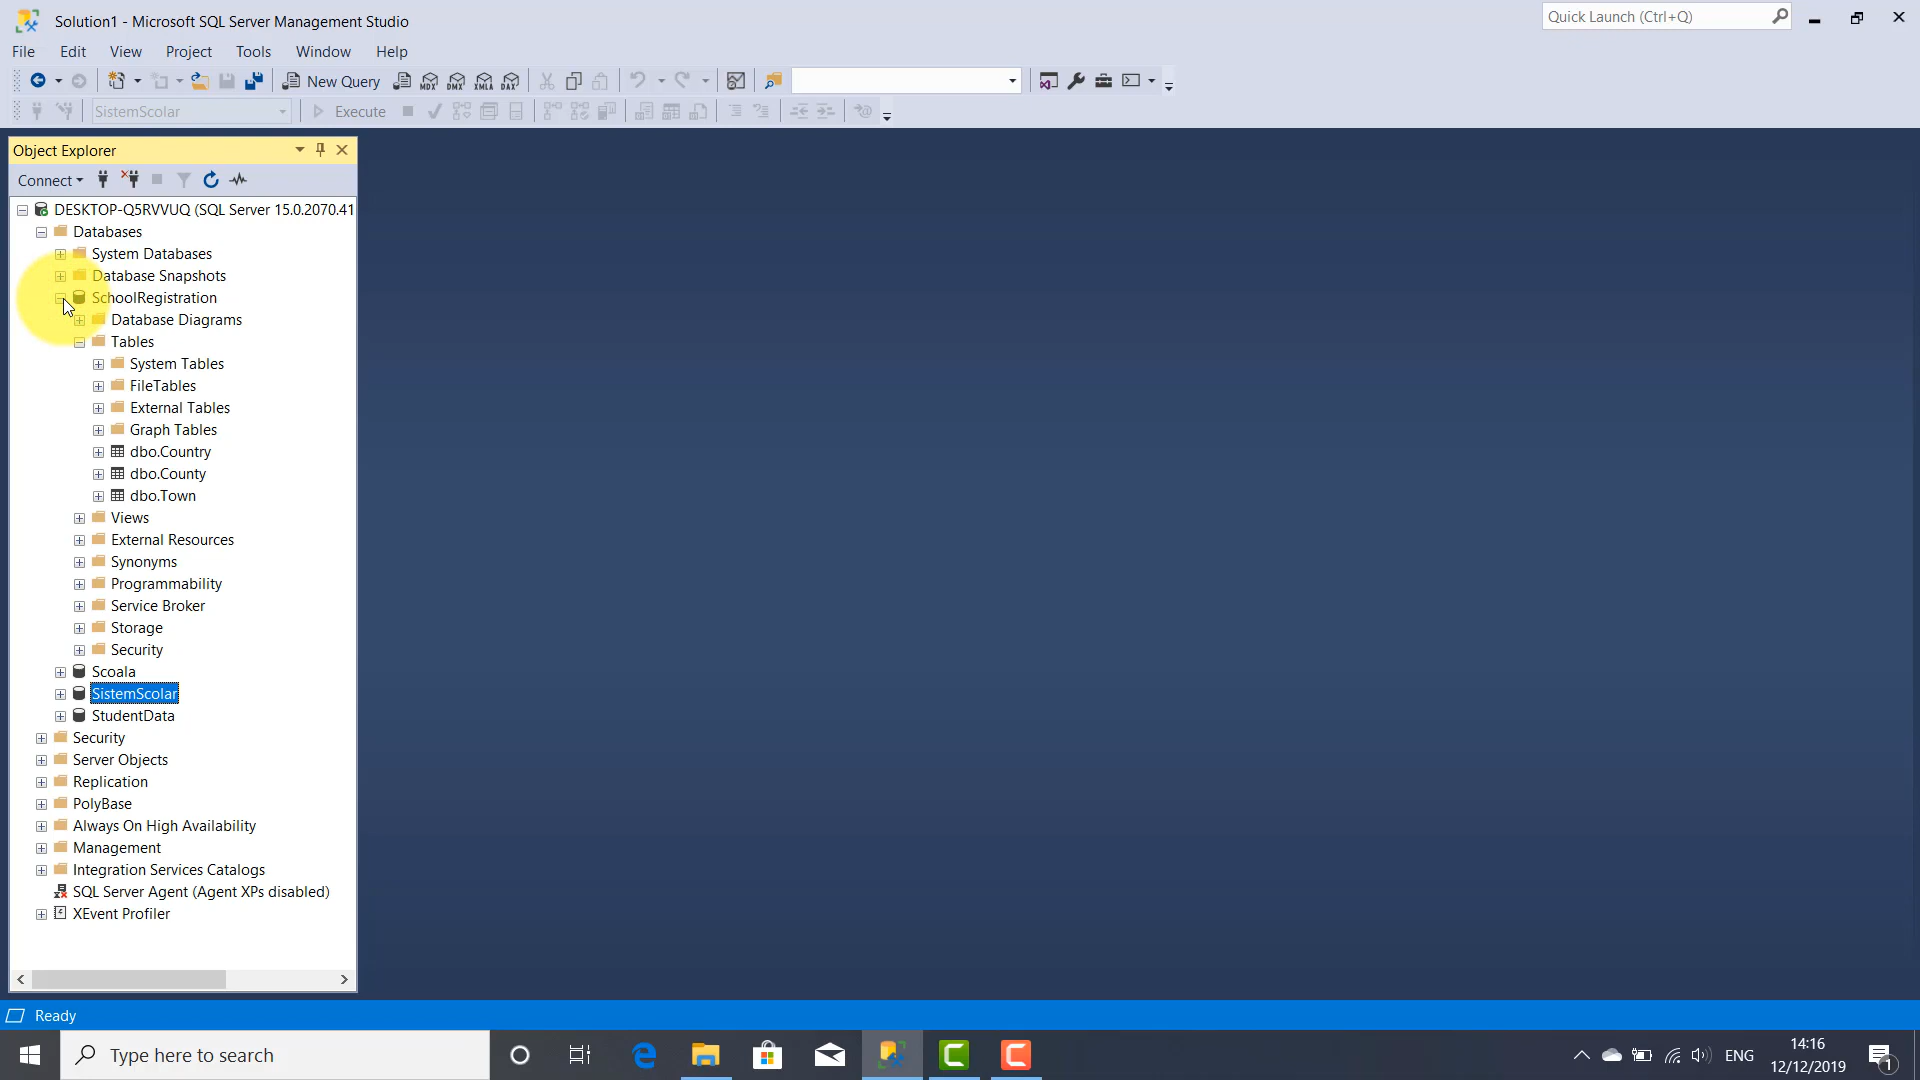 Solution1 - Microsoft SQL Server Management Studio
Quick Launch (Ctrl+Q)
File Edit View Project Tools Window Help
New Query MDX DMX XMLA DAX
SistemScolar Execute
Object Explorer
Connect
DESKTOP-Q5RVVUQ (SQL Server 15.0.2070.41
Databases
System Databases
Database Snapshots
SchoolRegistration
Database Diagrams
Tables
System Tables
FileTables
External Tables
Graph Tables
dbo.Country
dbo.County
dbo.Town
Views
External Resources
Synonyms
Programmability
Service Broker
Storage
Security
Scoala
SistemScolar
StudentData
Security
Server Objects
Replication
PolyBase
Always On High Availability
Management
Integration Services Catalogs
SQL Server Agent (Agent XPs disabled)
XEvent Profiler
Ready
Type here to search
ENG
14:16
12/12/2019
1